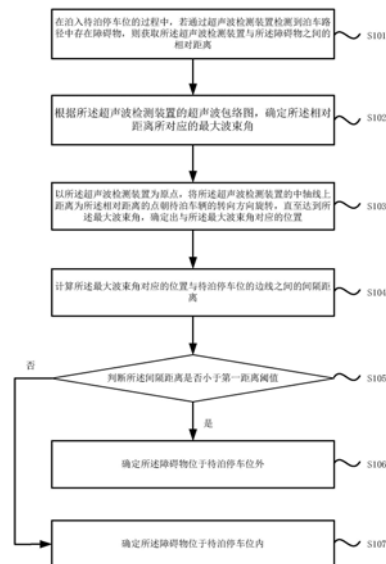 在泊入待泊停车位的过程中，若通过超声波检测装置检测到泊车路
径中存在障碍物，则获取所述超声波检测装置与所述障碍物之间的
相对距离
S101
根据所述超声波检测装置的超声波包络图，确定所述相对
距离所对应的最大波束角
S102
以所述超声波检测装置为原点，将所述超声波检测装置的中轴线上
距离为所述相对距离的点朝待泊车辆的转向方向旋转，直至达到所
述最大波束角，确定出与所述最大波束角对应的位置
S103
计算所述最大波束角对应的位置与待泊停车位的边线之间的间隔距
离
S104
否
判断所述间隔距离是否小于第一距离阈值
S105
是
确定所述障碍物位于待泊停车位外
S106
确定所述障碍物位于待泊停车位内
S107